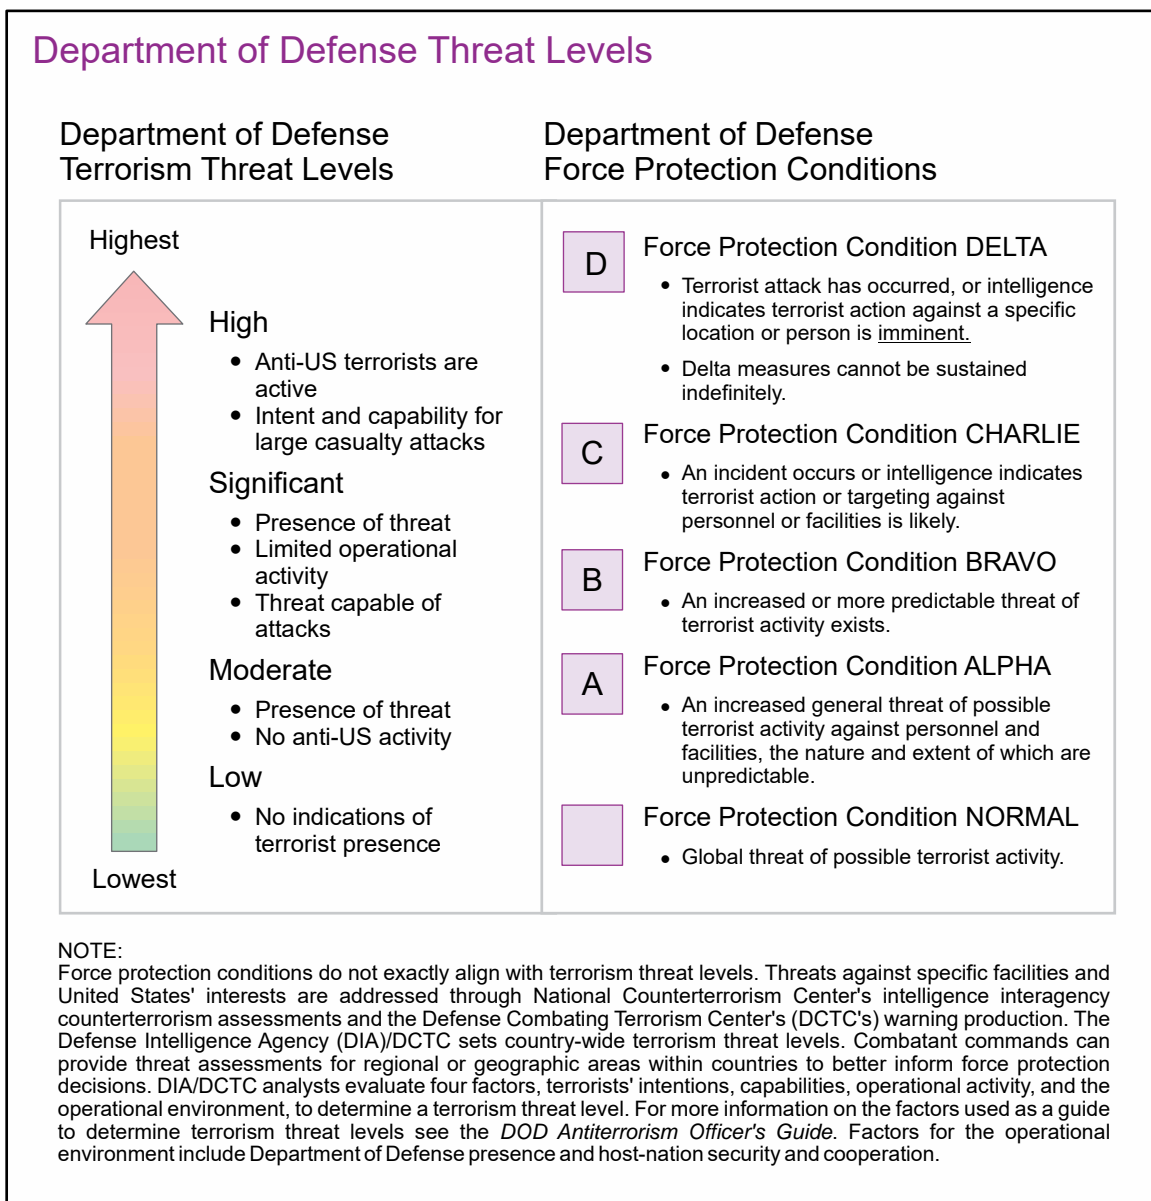 Department of Defense Threat Levels
Department of Defense
Terrorism Threat Levels
Highest
High
• Anti-US terrorists are
active
• Intent and capability for
large casualty attacks
Significant
• Presence of threat
• Limited operational
activity
• Threat capable of
attacks
Moderate
• Presence of threat
• No anti-US activity
Low
• No indications of
terrorist presence
Lowest
Department of Defense
Force Protection Conditions
D
Force Protection Condition DELTA
• Terrorist attack has occurred, or intelligence
indicates terrorist action against a specific
location or person is imminent.
• Delta measures cannot be sustained
indefinitely.
C
Force Protection Condition CHARLIE
• An incident occurs or intelligence indicates
terrorist action or targeting against
personnel or facilities is likely.
B
Force Protection Condition BRAVO
• An increased or more predictable threat of
terrorist activity exists.
A
Force Protection Condition ALPHA
• An increased general threat of possible
terrorist activity against personnel and
facilities, the nature and extent of which are
unpredictable.
Force Protection Condition NORMAL
• Global threat of possible terrorist activity.
NOTE:
Force protection conditions do not exactly align with terrorism threat levels. Threats against specific facilities and
United States' interests are addressed through National Counterterrorism Center's intelligence interagency
counterterrorism assessments and the Defense Combating Terrorism Center's (DCTC's) warning production. The
Defense Intelligence Agency (DIA)/DCTC sets country-wide terrorism threat levels. Combatant commands can
provide threat assessments for regional or geographic areas within countries to better inform force protection
decisions. DIA/DCTC analysts evaluate four factors, terrorists' intentions, capabilities, operational activity, and the
operational environment, to determine a terrorism threat level. For more information on the factors used as a guide
to determine terrorism threat levels see the DOD Antiterrorism Officer's Guide. Factors for the operational
environment include Department of Defense presence and host-nation security and cooperation.